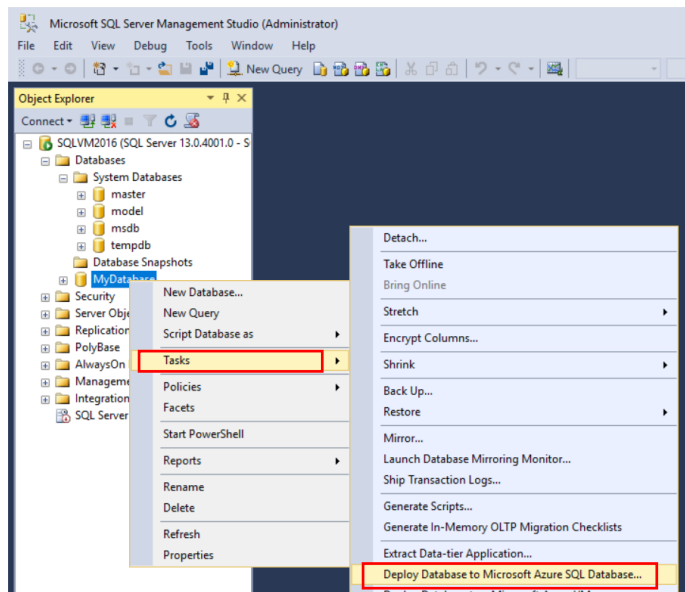 Microsoft SQL Server Management Studio (Administrator)
File Edit View Debug Tools Window Help
New Query
Object Explorer
Connect
SQLVM2016 (SQL Server 13.0.4001.0 - S
Databases
System Databases
master
model
msdb
tempdb
Database Snapshots
MyDatabase
Security
Server Obje
Replication
PolyBase
AlwaysOn
Manageme
Integration
SQL Server
New Database...
New Query
Script Database as
Tasks
Policies
Facets
Start PowerShell
Reports
Rename
Delete
Refresh
Properties
Detach...
Take Offline
Bring Online
Stretch
Encrypt Columns...
Shrink
Back Up...
Restore
Mirror...
Launch Database Mirroring Monitor...
Ship Transaction Logs...
Generate Scripts...
Generate In-Memory OLTP Migration Checklists
Extract Data-tier Application...
Deploy Database to Microsoft Azure SQL Database...